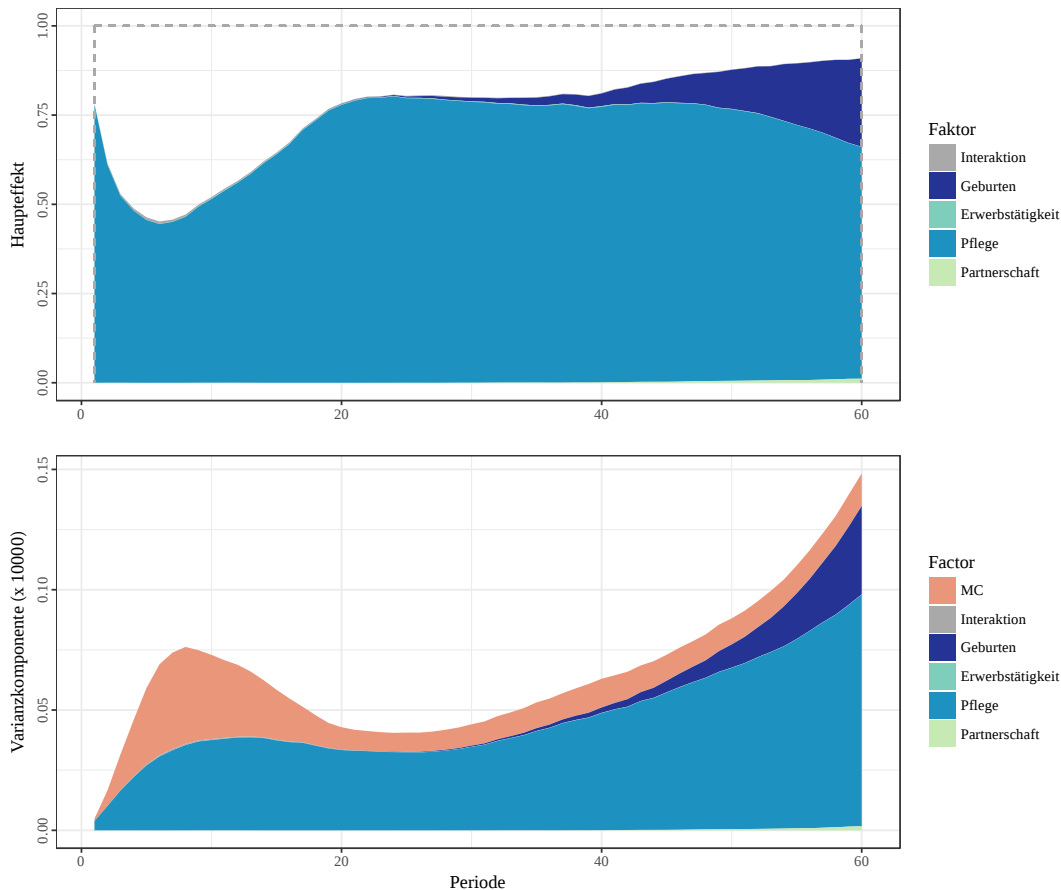 Haupteffekt
1.00
0.75
0.50
0.25
0.00
0
20
40
60
Faktor
Interaktion
Geburten
Erwerbstätigkeit
Pflege
Partnerschaft
Varianzkomponente (x 10000)
0.15
0.10
0.05
0.00
0
20
40
60
Periode
Factor
MC
Interaktion
Geburten
Erwerbstätigkeit
Pflege
Partnerschaft